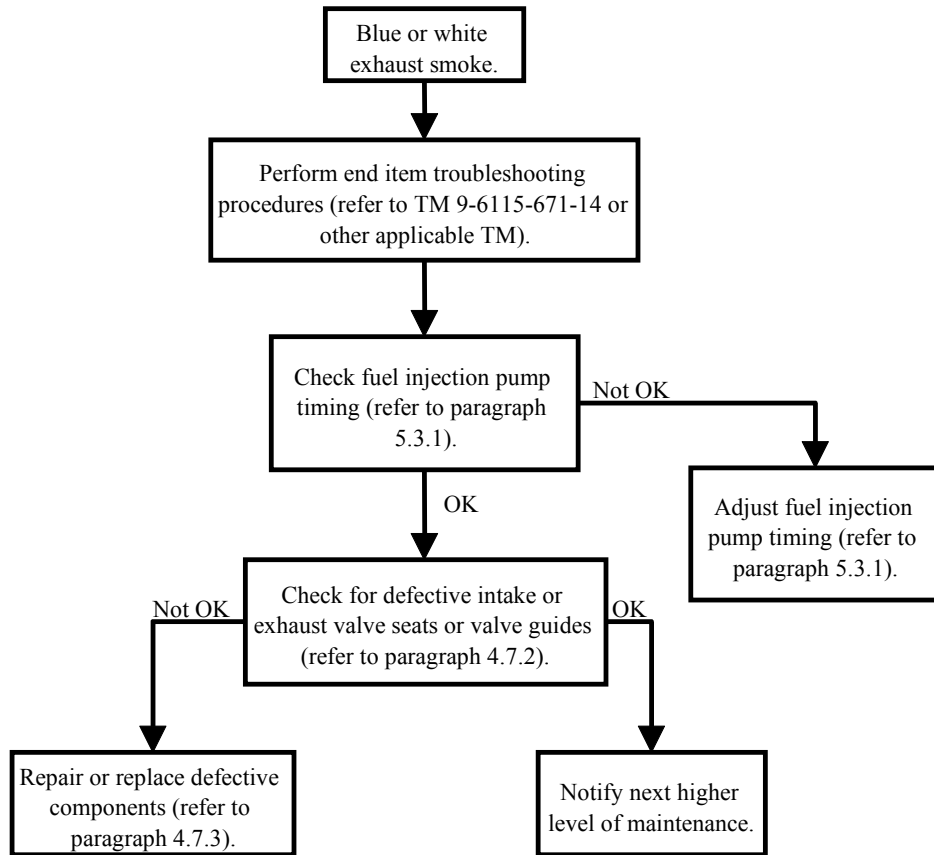 Blue or white
exhaust smoke.
Perform end item troubleshooting
procedures (refer to TM 9-6115-671-14 or
other applicable TM).
Check fuel injection pump
timing (refer to paragraph
5.3.1).
Not OK
Adjust fuel injection
pump timing (refer to
paragraph 5.3.1).
OK
Check for defective intake or
exhaust valve seats or valve guides
(refer to paragraph 4.7.2).
Not OK
OK
Repair or replace defective
components (refer to
paragraph 4.7.3).
Notify next higher
level of maintenance.